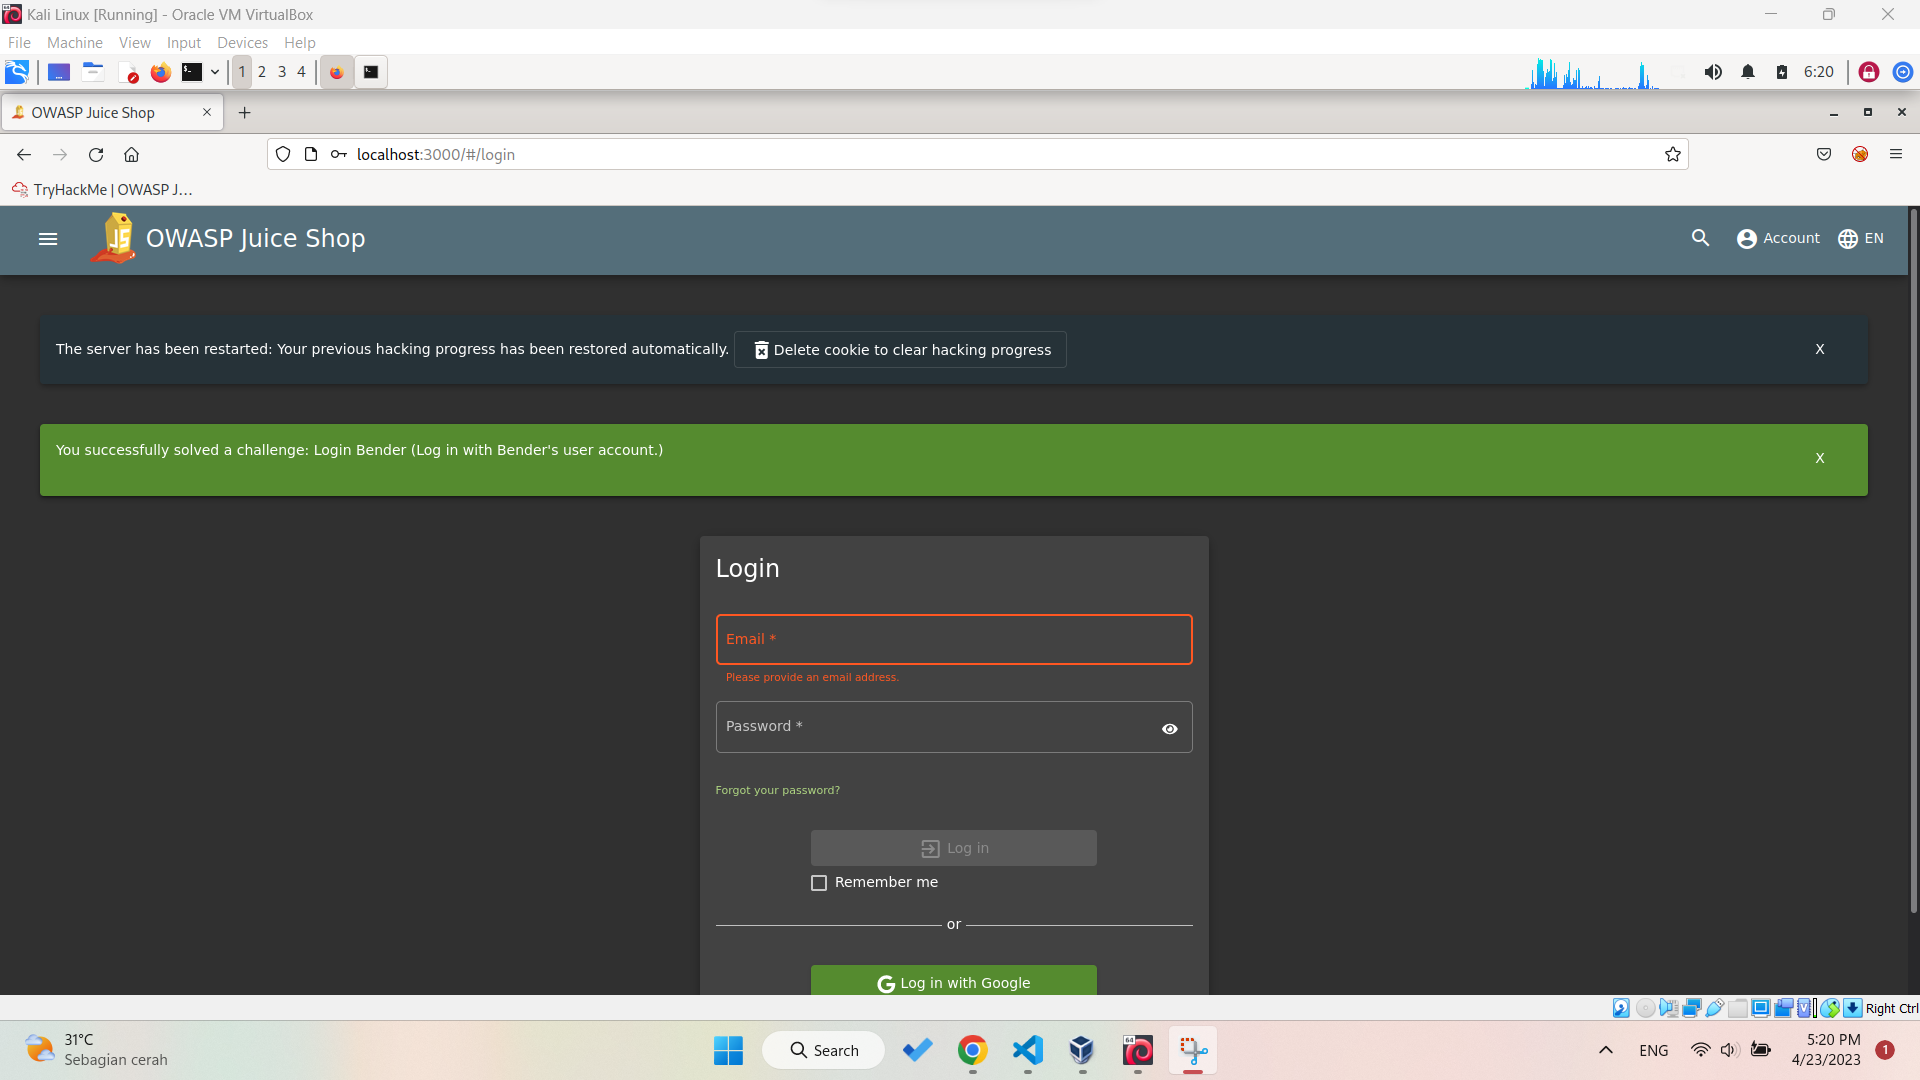 Kali Linux [Running] - Oracle VM VirtualBox
File Machine View Input Devices Help
1 2 3 4
6:20
OWASP Juice Shop
localhost:3000/#/login
TryHackMe | OWASP J...
OWASP Juice Shop
Account
EN
The server has been restarted: Your previous hacking progress has been restored automatically.
Delete cookie to clear hacking progress
X
You successfully solved a challenge: Login Bender (Log in with Bender's user account.)
X
Login
Email *
Please provide an email address.
Password *
Forgot your password?
Log in
Remember me
or
G Log in with Google
Right Ctrl
31°C
Sebagian cerah
Search
64
ENG
5:20 PM
4/23/2023
1